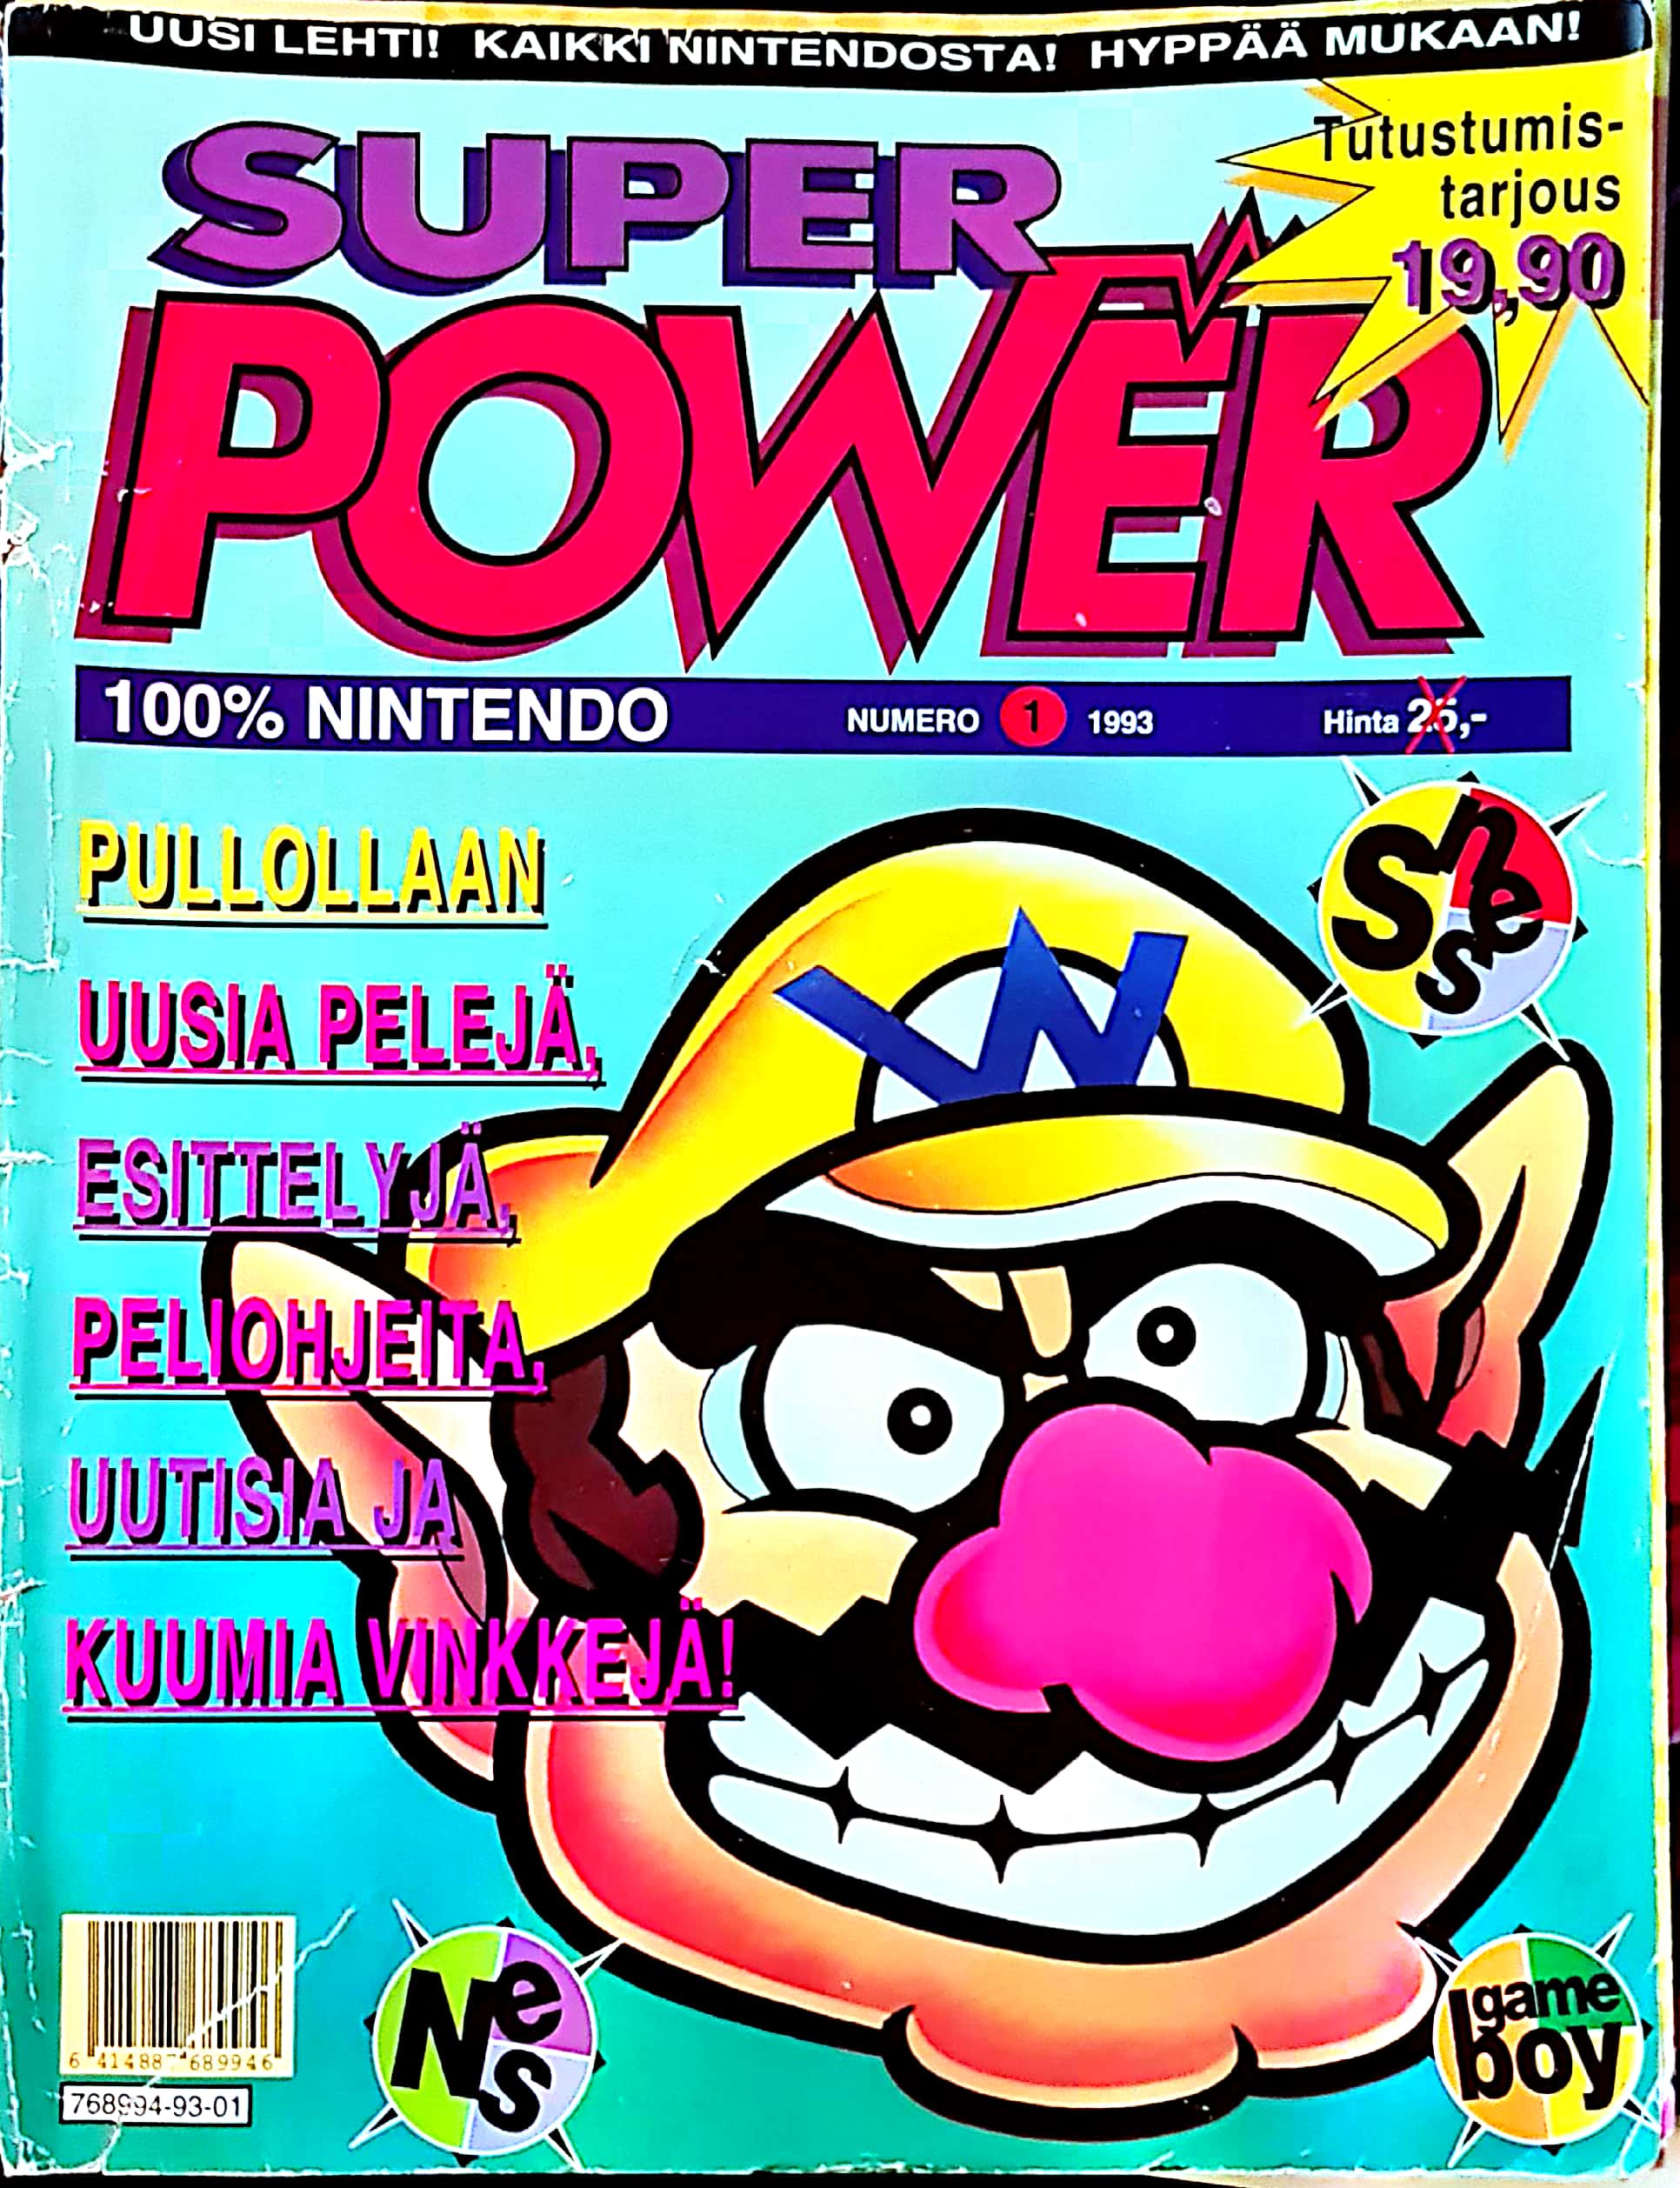 UUSI LEHTI! KAIKKI NINTENDOSTA! HYPPÄÄ MUKAAN!
Tutustumis-
tarjous
19,90
SUPER
POWER
100% NINTENDO NUMERO 1 1993 Hinta 25,-
Snes
PULLOLLAAN
UUSIA PELEJÄ,
ESITTELYJÄ,
PELIOHJEITA,
UUTISIA JA
KUUMIA VINKKEJÄ!
W
Nes
game
boy
6 414887 689946
768994-93-01